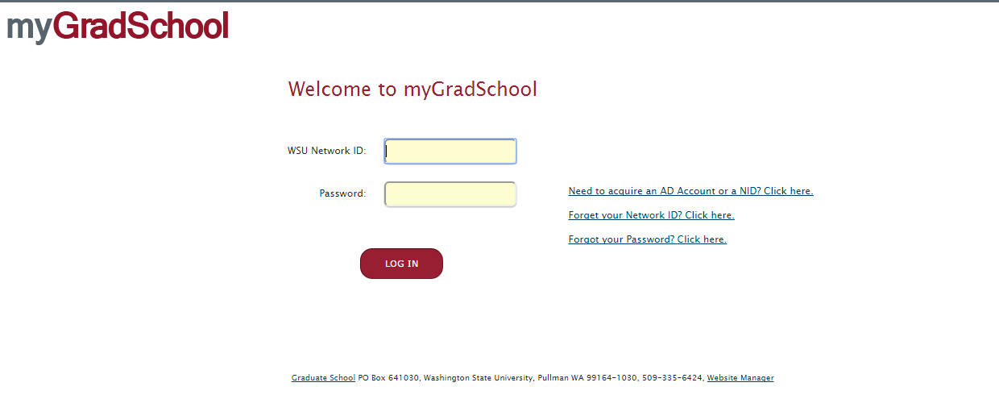 myGradSchool
Welcome to myGradSchool
WSU Network ID:
Password:
Need to acquire an AD Account or a NID? Click here.
Forget your Network ID? Click here.
Forgot your Password? Click here.
LOG IN
Graduate School PO Box 641030, Washington State University, Pullman WA 99164-1030, 509-335-6424, Website Manager